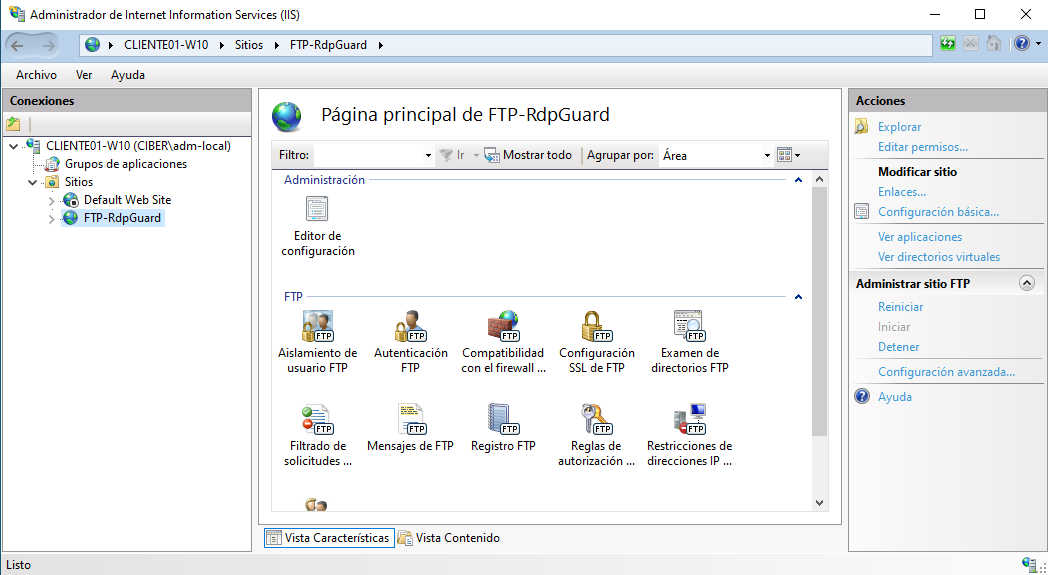 Administrador de Internet Information Services (IIS)
CLIENTE01-W10 Sitios FTP-RdpGuard
Archivo Ver Ayuda
Conexiones
CLIENTE01-W10 (CIBER\adm-local)
Grupos de aplicaciones
Sitios
Default Web Site
FTP-RdpGuard
Página principal de FTP-RdpGuard
Filtro: Ir Mostrar todo Agrupar por: Área
Administración
Editor de
configuración
FTP
Aislamiento de
usuario FTP
Autenticación
FTP
Compatibilidad
con el firewall ...
Configuración
SSL de FTP
Examen de
directorios FTP
Filtrado de
solicitudes ...
Mensajes de FTP
Registro FTP
Reglas de
autorización ...
Restricciones de
direcciones IP ...
Vista Características Vista Contenido
Acciones
Explorar
Editar permisos...
Modificar sitio
Enlaces...
Configuración básica...
Ver aplicaciones
Ver directorios virtuales
Administrar sitio FTP
Reiniciar
Iniciar
Detener
Configuración avanzada...
Ayuda
Listo